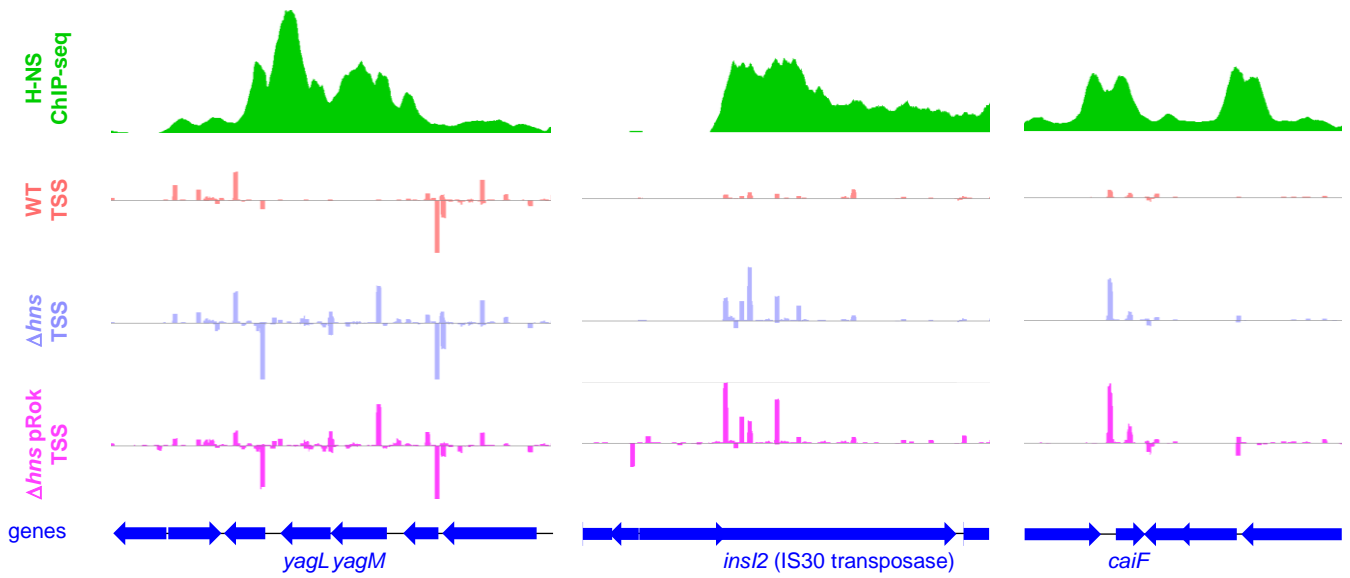 H-NS
ChIP-seq
WT
TSS
Δhns
TSS
Δhns pRok
TSS
genes
yagL yagM
insI2 (IS30 transposase)
caiF